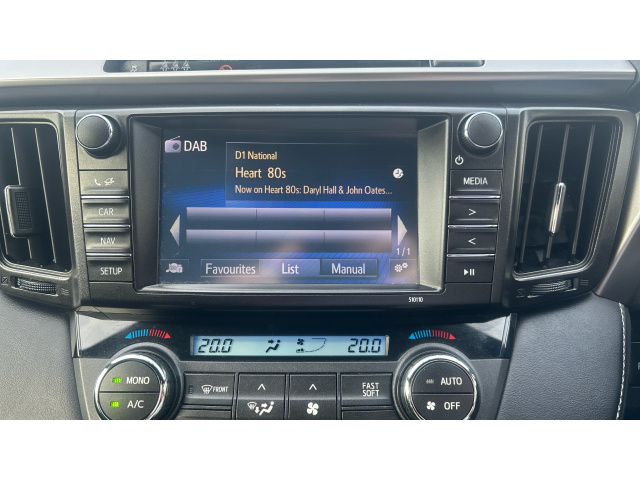 DAB
D1 National
Heart 80s
Now on Heart 80s: Daryl Hall & John Oates...
MEDIA
CAR
NAV
SETUP
>
<
1/1
Favourites List Manual
510110
20.0 20.0
MONO
A/C
FRONT
FAST
SOFT
AUTO
OFF